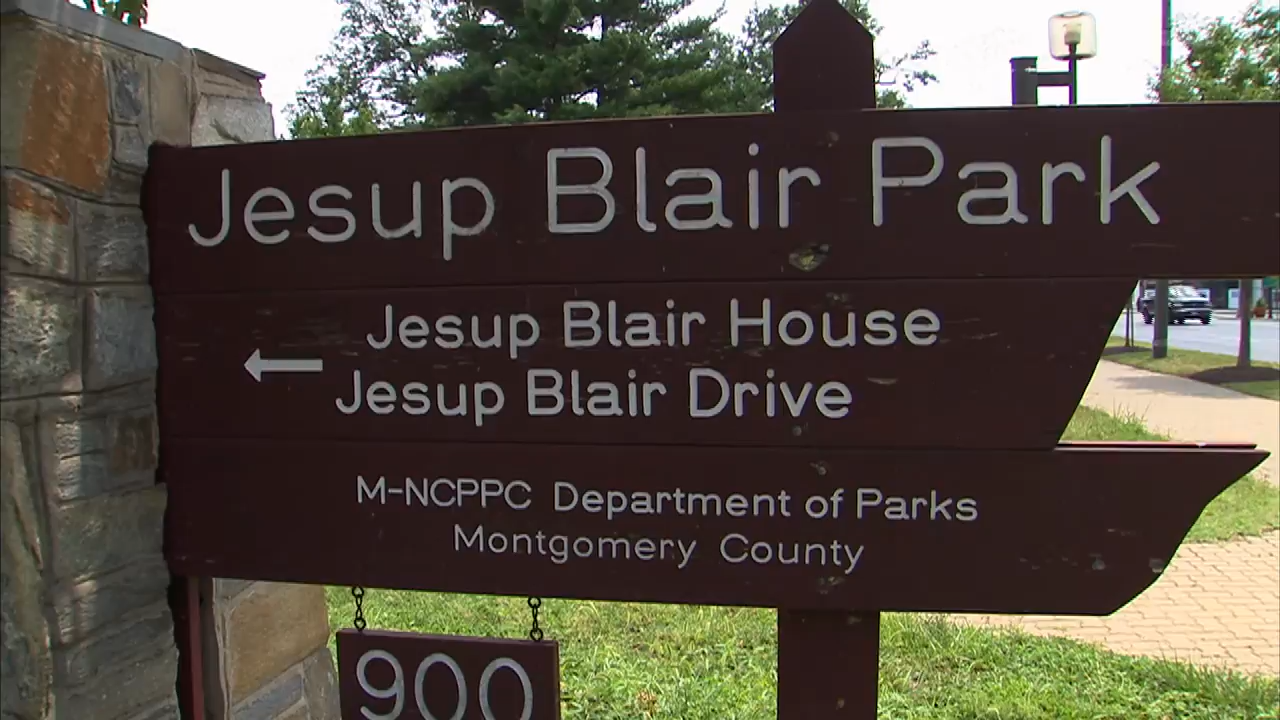 Jesup Blair Park
Jesup Blair House
Jesup Blair Drive
M-NCPPC Department of Parks
Montgomery County
900